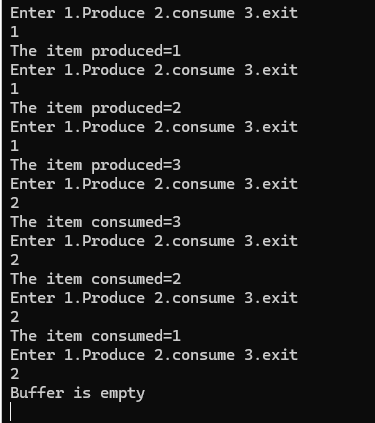 Enter 1.Produce 2.consume 3.exit
1
The item produced=1
Enter 1.Produce 2.consume 3.exit
1
The item produced=2
Enter 1.Produce 2.consume 3.exit
1
The item produced=3
Enter 1.Produce 2.consume 3.exit
2
The item consumed=3
Enter 1.Produce 2.consume 3.exit
2
The item consumed=2
Enter 1.Produce 2.consume 3.exit
2
The item consumed=1
Enter 1.Produce 2.consume 3.exit
2
Buffer is empty